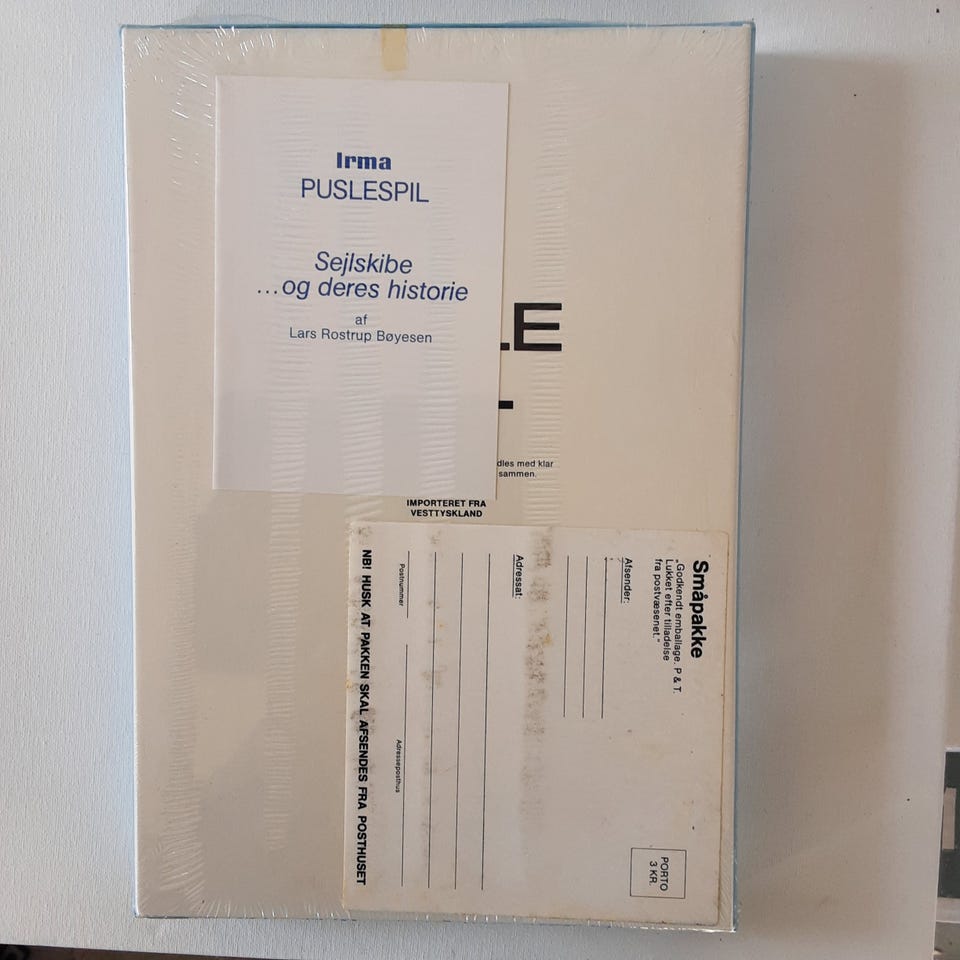 Irma
PUSLESPIL
Sejlskibe
...og deres historie
af
Lars Rostrup Bøyesen
LE
dles med klar
sammen.
IMPORTERET FRA
VESTTYSKLAND
Småpakke
„Godkendt emballage. P & T.
Lukket efter tilladelse
fra postvæsenet."
Afsender:
Adressat:
Postnummer
Adresseposthus
NB! HUSK AT PAKKEN SKAL AFSENDES FRA POSTHUSET
PORTO
3 KR.